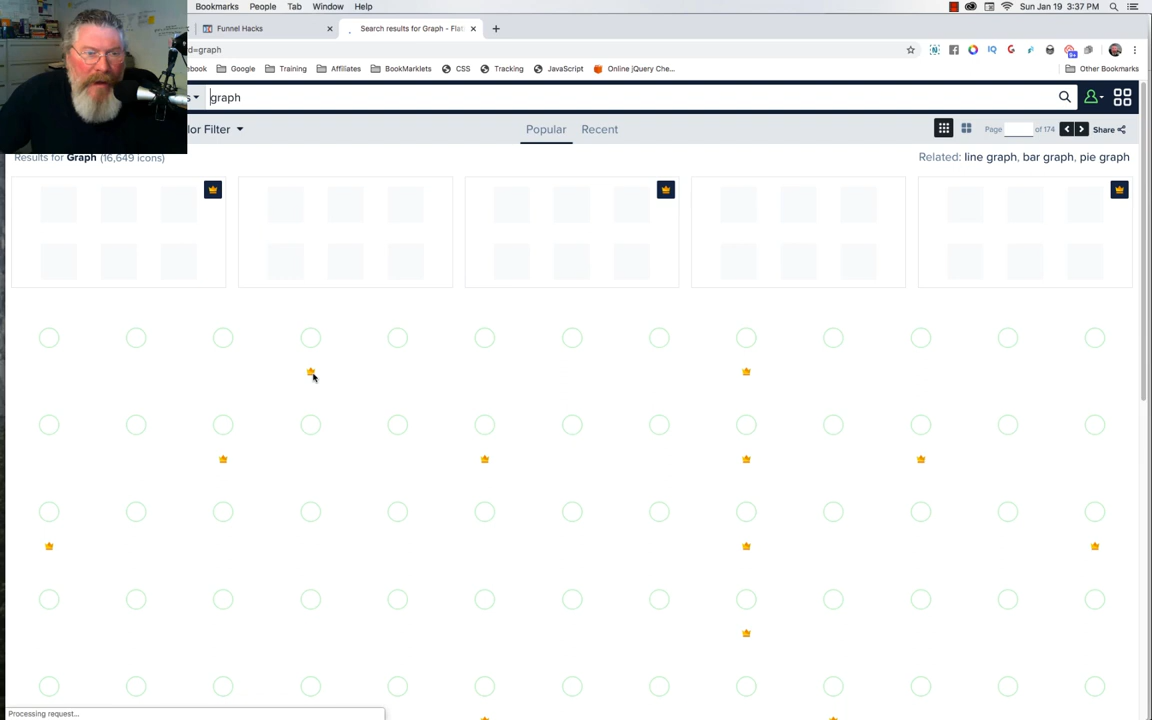 Bookmarks People Tab Window Help Sun Jan 19 3:37 PM
Funnel Hacks Search results for Graph - Flat
d=graph
ebook Google Training Affiliates BookMarklets CSS Tracking JavaScript Online jQuery Che... Other Bookmarks
s graph
lor Filter Popular Recent Page of 174 Share
Results for Graph (16,649 icons) Related: line graph, bar graph, pie graph
Processing request...